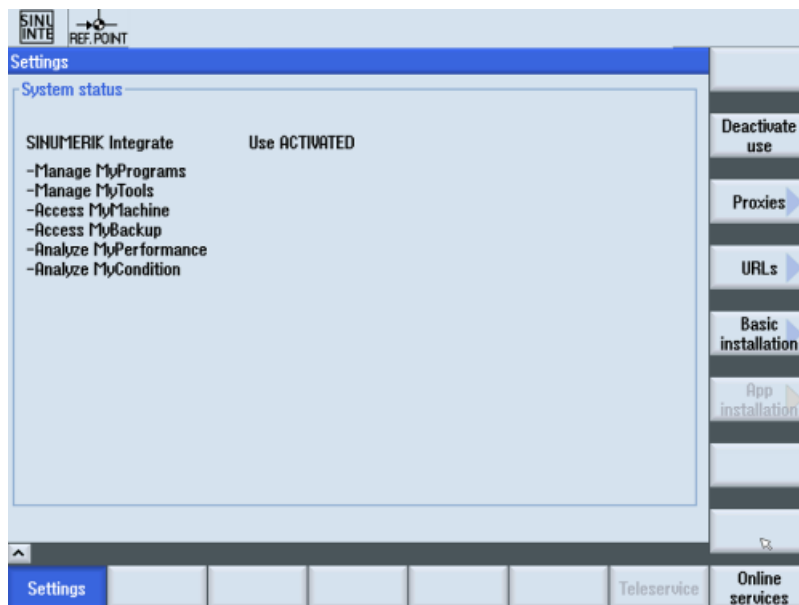 SINU
INTE
REF. POINT
Settings
System status
SINUMERIK Integrate Use ACTIVATED
-Manage MyPrograms
-Manage MyTools
-Access MyMachine
-Access MyBackup
-Analyze MyPerformance
-Analyze MyCondition
Deactivate
use
Proxies
URLs
Basic
installation
App
installation
Settings
Teleservice
Online
services